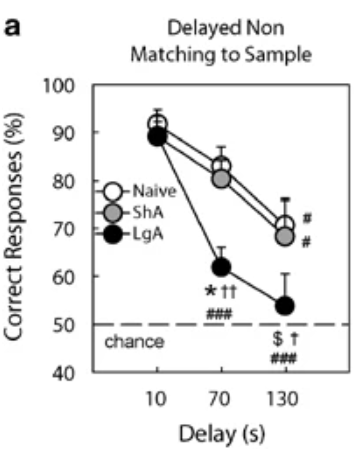 a
Delayed Non
Matching to Sample
Correct Responses (%)
100
90
80
70
60
50
40
Naive
ShA
LgA
#
#
*††
###
chance
$ †
###
10 70 130
Delay (s)